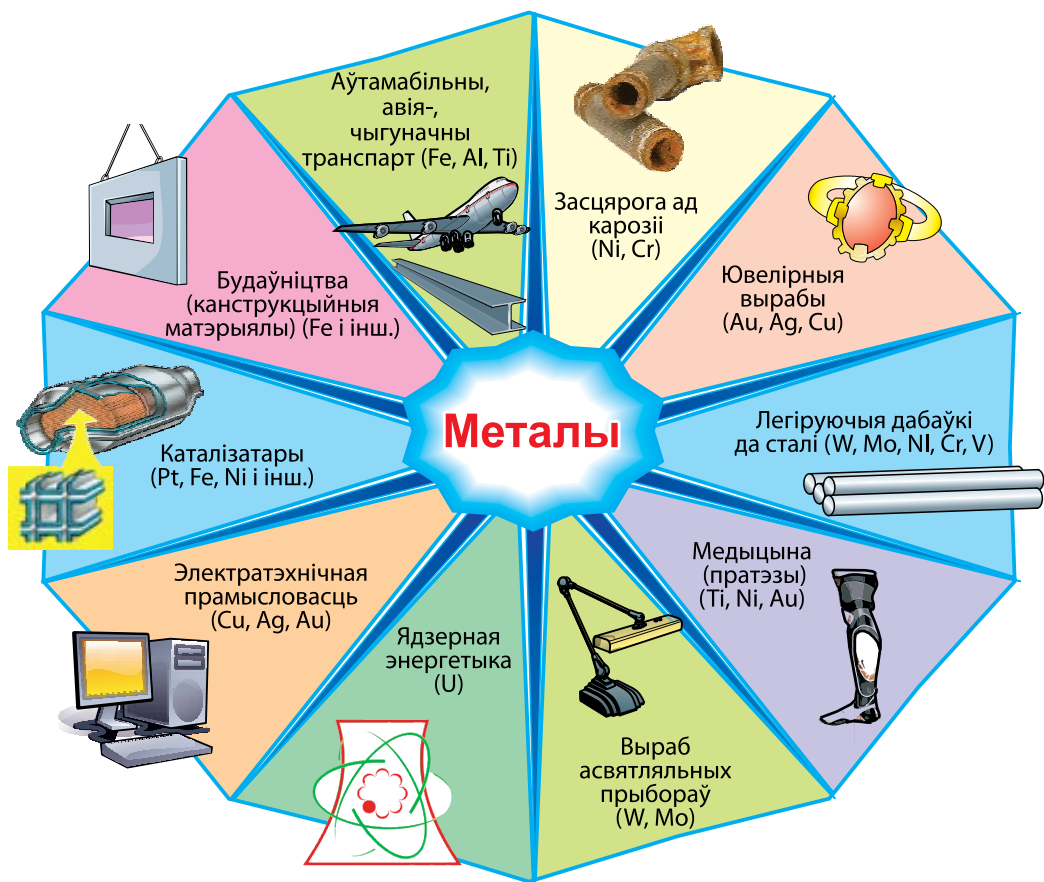 Металы
Аўтамабільны,
авія-,
чыгуначны
транспарт (Fe, Al, Ti)
Засцярога ад
карозіі
(Ni, Cr)
Ювелірныя
вырабы
(Au, Ag, Cu)
Легіруючыя дабаўкі
да сталі (W, Mo, NI, Cr, V)
Медыцына
(пратэзы)
(Ti, Ni, Au)
Выраб
асвятляльных
прыбораў
(W, Mo)
Ядзерная
энергетыка
(U)
Электратэхнічная
прамысловасць
(Cu, Ag, Au)
Каталізатары
(Pt, Fe, Ni і інш.)
Будаўніцтва
(канструкцыйныя
матэрыялы) (Fe і інш.)